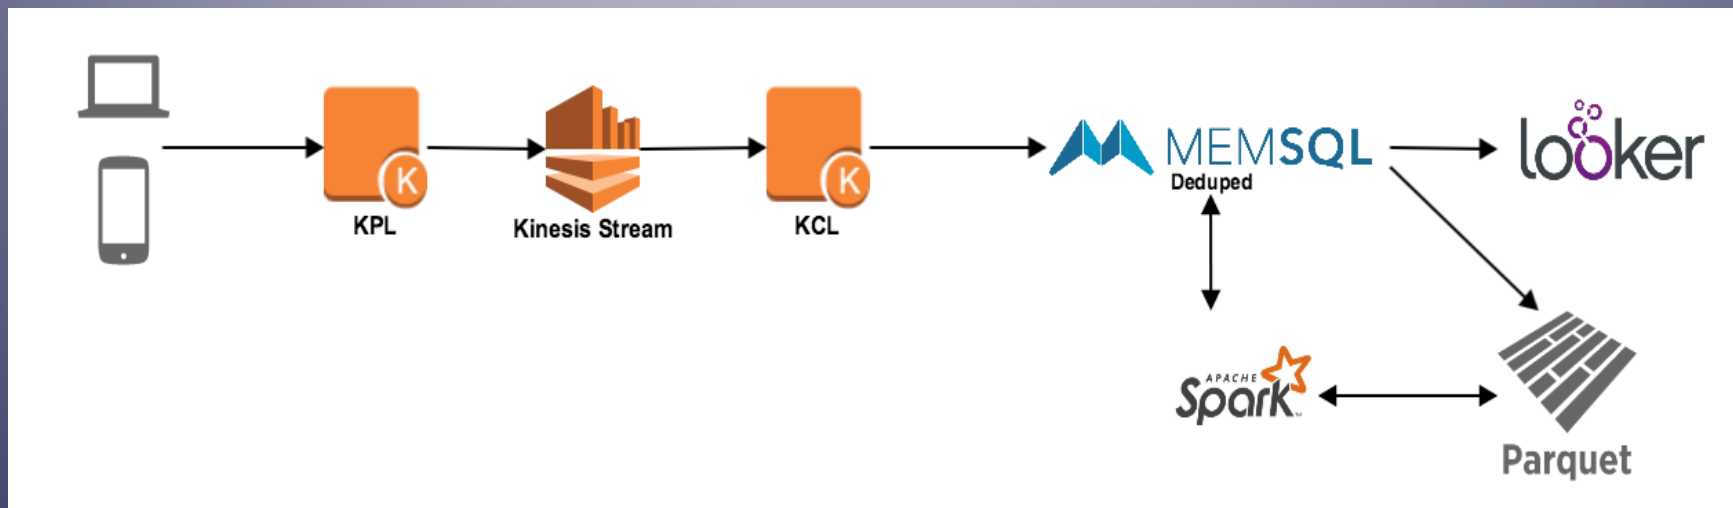 K
KPL
Kinesis Stream
K
KCL
MEMSQL
Deduped
looker
APACHE
Spark
Parquet